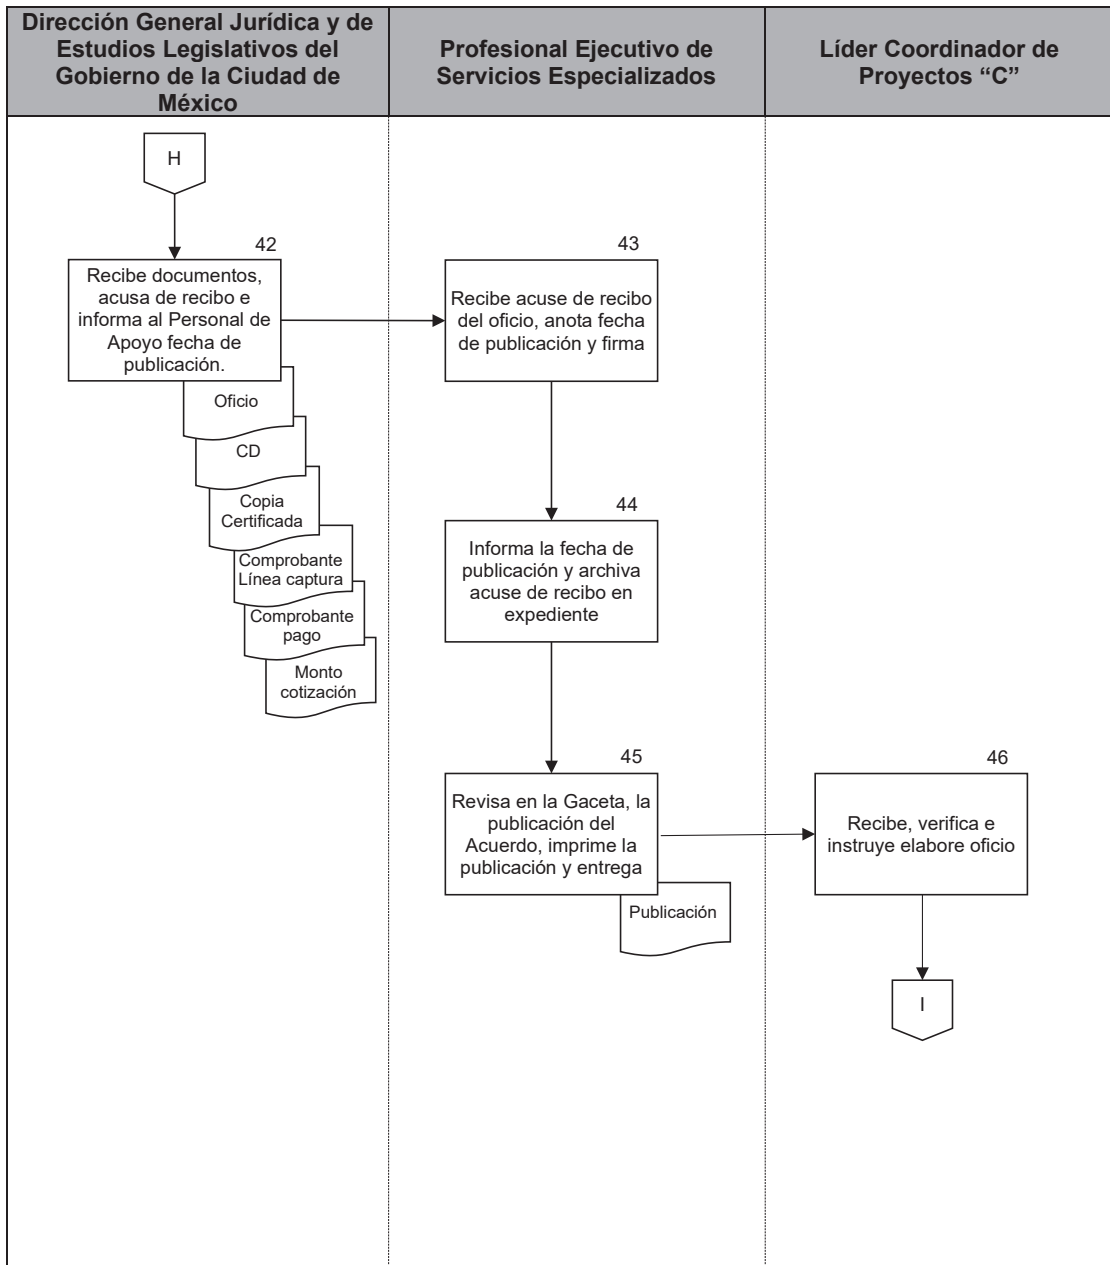 Dirección General Jurídica y de
Estudios Legislativos del
Gobierno de la Ciudad de
México
Profesional Ejecutivo de
Servicios Especializados
Líder Coordinador de
Proyectos “C”
H
42
Recibe documentos,
acusa de recibo e
informa al Personal de
Apoyo fecha de
publicación.
Oficio
CD
Copia
Certificada
Comprobante
Línea captura
Comprobante
pago
Monto
cotización
43
Recibe acuse de recibo
del oficio, anota fecha
de publicación y firma
44
Informa la fecha de
publicación y archiva
acuse de recibo en
expediente
45
Revisa en la Gaceta, la
publicación del
Acuerdo, imprime la
publicación y entrega
Publicación
46
Recibe, verifica e
instruye elabore oficio
I